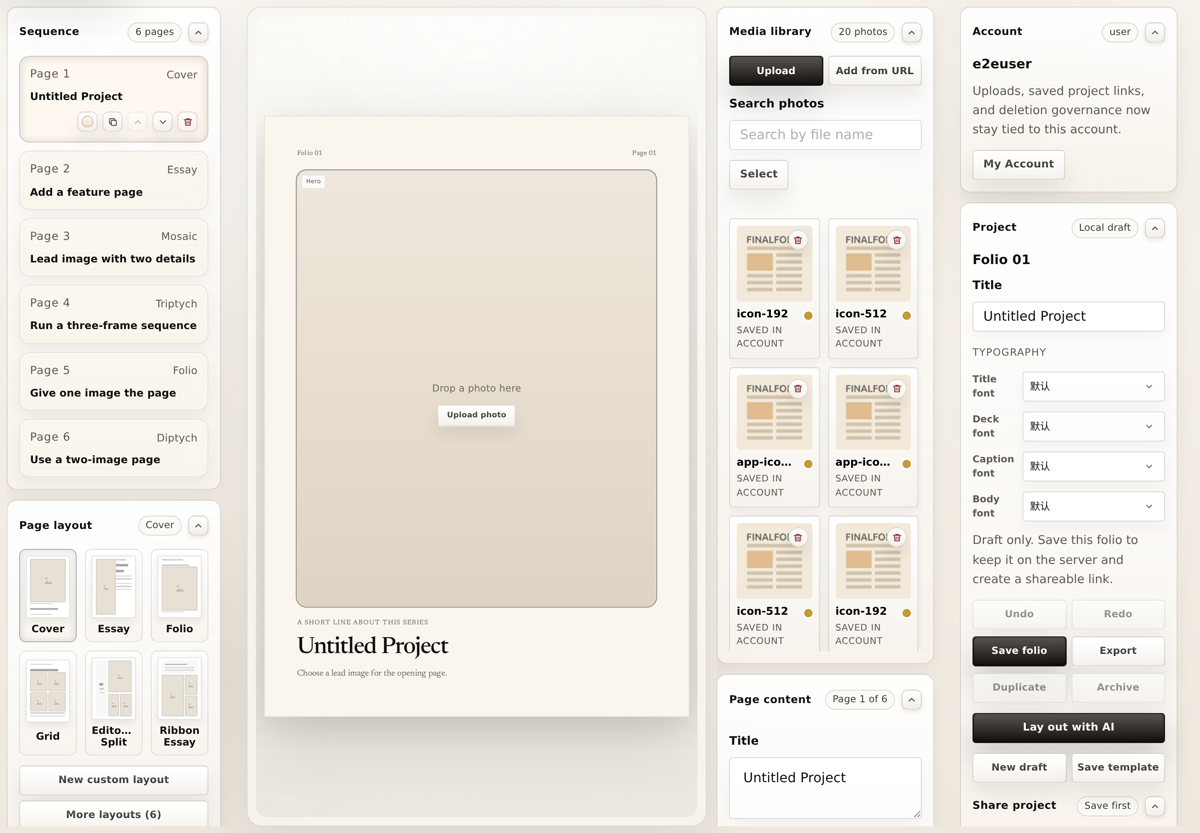 Sequence
6 pages
Page 1
Cover
Untitled Project
Page 2
Essay
Add a feature page
Page 3
Mosaic
Lead image with two details
Page 4
Triptych
Run a three-frame sequence
Page 5
Folio
Give one image the page
Page 6
Diptych
Use a two-image page
Page layout
Cover
Cover
Essay
Folio
Grid
Edito...
Split
Ribbon
Essay
New custom layout
More layouts (6)
Folio 01
Page 01
Hero
Drop a photo here
Upload photo
A SHORT LINE ABOUT THIS SERIES
Untitled Project
Choose a lead image for the opening page.
Media library
20 photos
Upload
Add from URL
Search photos
Search by file name
Select
FINALFO
FINALFO
icon-192
icon-512
SAVED IN
ACCOUNT
SAVED IN
ACCOUNT
FINALFO
FINALFO
app-ico...
app-ico...
SAVED IN
ACCOUNT
SAVED IN
ACCOUNT
FINALFO
FINALFO
icon-512
icon-192
SAVED IN
ACCOUNT
SAVED IN
ACCOUNT
Page content
Page 1 of 6
Title
Untitled Project
Account
user
e2euser
Uploads, saved project links,
and deletion governance now
stay tied to this account.
My Account
Project
Local draft
Folio 01
Title
Untitled Project
TYPOGRAPHY
Title
font
默认
Deck
font
默认
Caption
font
默认
Body
font
默认
Draft only. Save this folio to
keep it on the server and
create a shareable link.
Undo
Redo
Save folio
Export
Duplicate
Archive
Lay out with AI
New draft
Save template
Share project
Save first